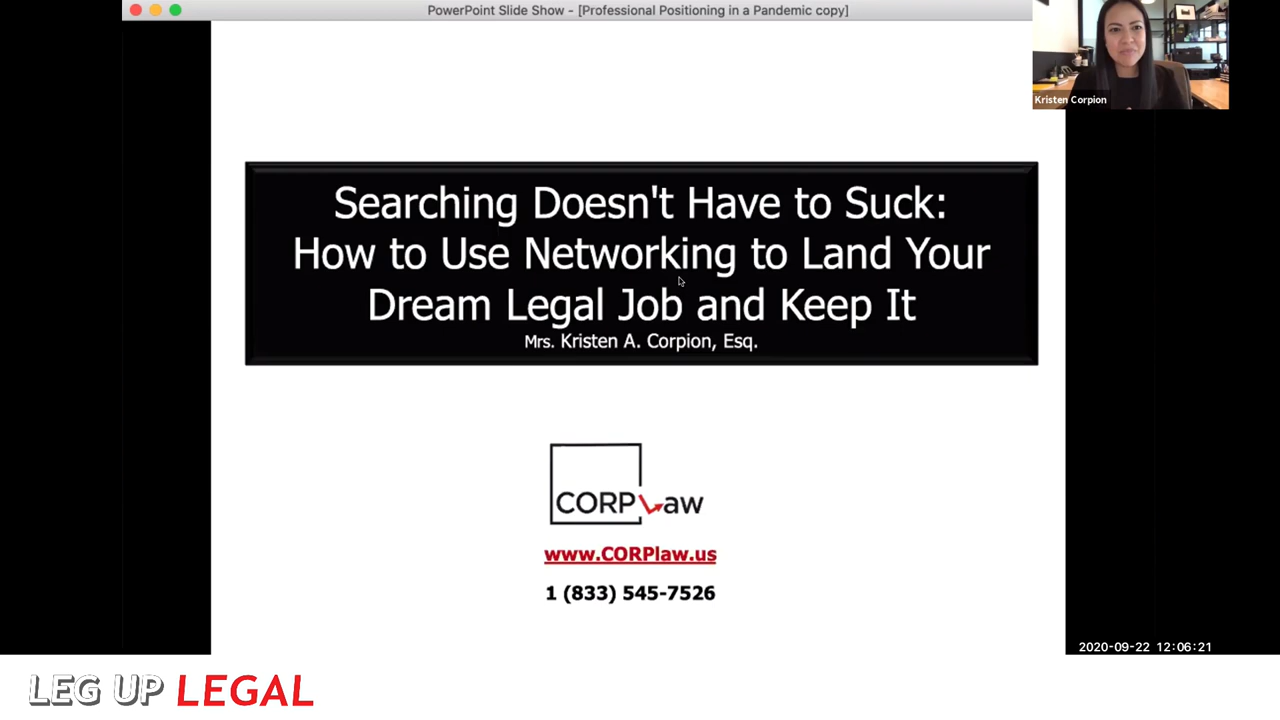 PowerPoint Slide Show - [Professional Positioning in a Pandemic copy]
Kristen Corpion
Searching Doesn't Have to Suck:
How to Use Networking to Land Your
Dream Legal Job and Keep It
Mrs. Kristen A. Corpion, Esq.
CORPLaw
www.CORPlaw.us
1 (833) 545-7526
2020-09-22 12:06:21
LEG UP LEGAL